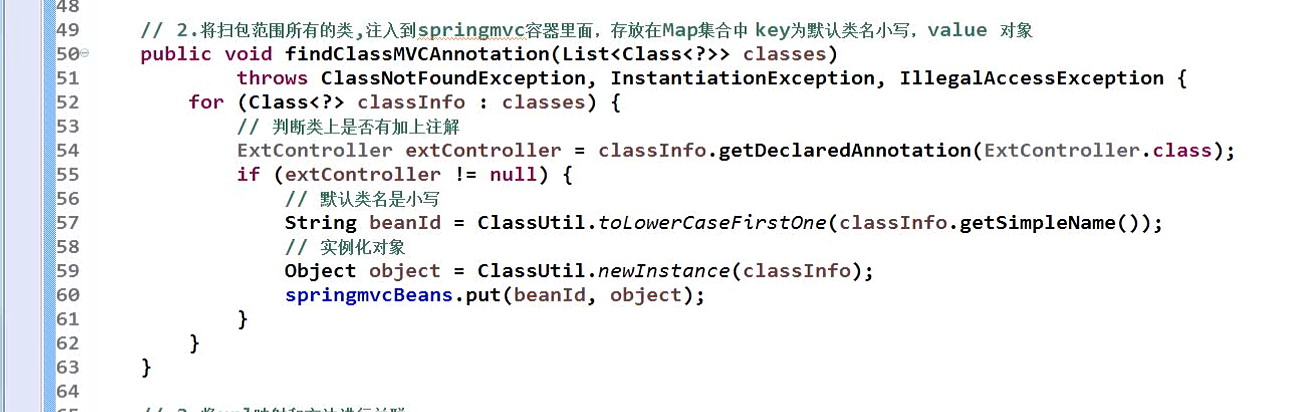 48
49 // 2.将扫包范围所有的类,注入到springmvc容器里面，存放在Map集合中 key为默认类名小写，value 对象
50 public void findClassMVCAnnotation(List<Class<?>> classes)
51 throws ClassNotFoundException, InstantiationException, IllegalAccessException {
52 for (Class<?> classInfo : classes) {
53 // 判断类上是否有加上注解
54 ExtController extController = classInfo.getDeclaredAnnotation(ExtController.class);
55 if (extController != null) {
56 // 默认类名是小写
57 String beanId = ClassUtil.toLowerCaseFirstOne(classInfo.getSimpleName());
58 // 实例化对象
59 Object object = ClassUtil.newInstance(classInfo);
60 springmvcBeans.put(beanId, object);
61 }
62 }
63 }
64